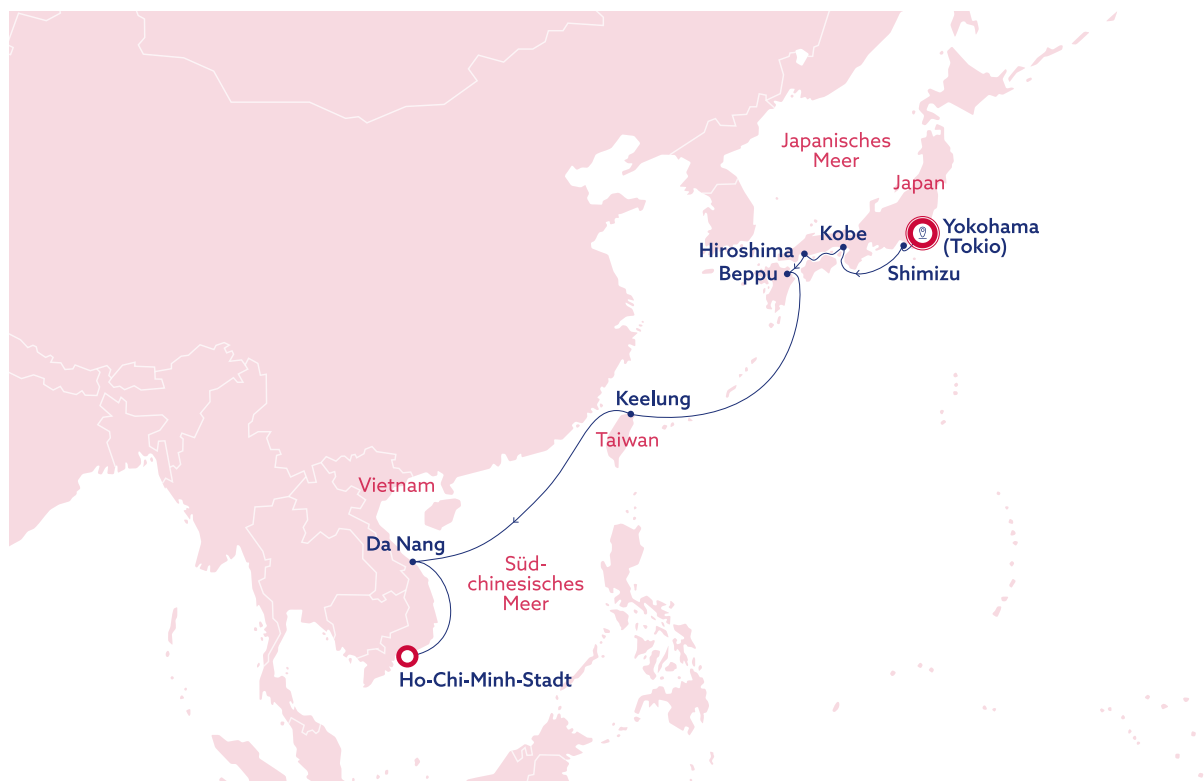 Japanisches
Meer
Japan
Yokohama
(Tokio)
Kobe
Hiroshima
Beppu
Shimizu
Keelung
Taiwan
Vietnam
Da Nang
Süd-
chinesisches
Meer
Ho-Chi-Minh-Stadt